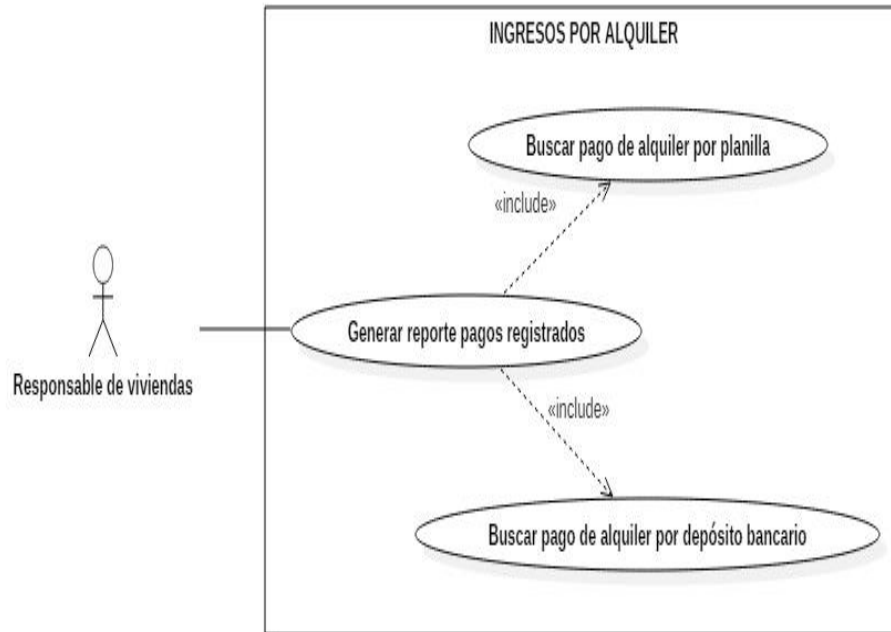 INGRESOS POR ALQUILER
Buscar pago de alquiler por planilla
«include»
Generar reporte pagos registrados
Responsable de viviendas
«include»
Buscar pago de alquiler por depósito bancario